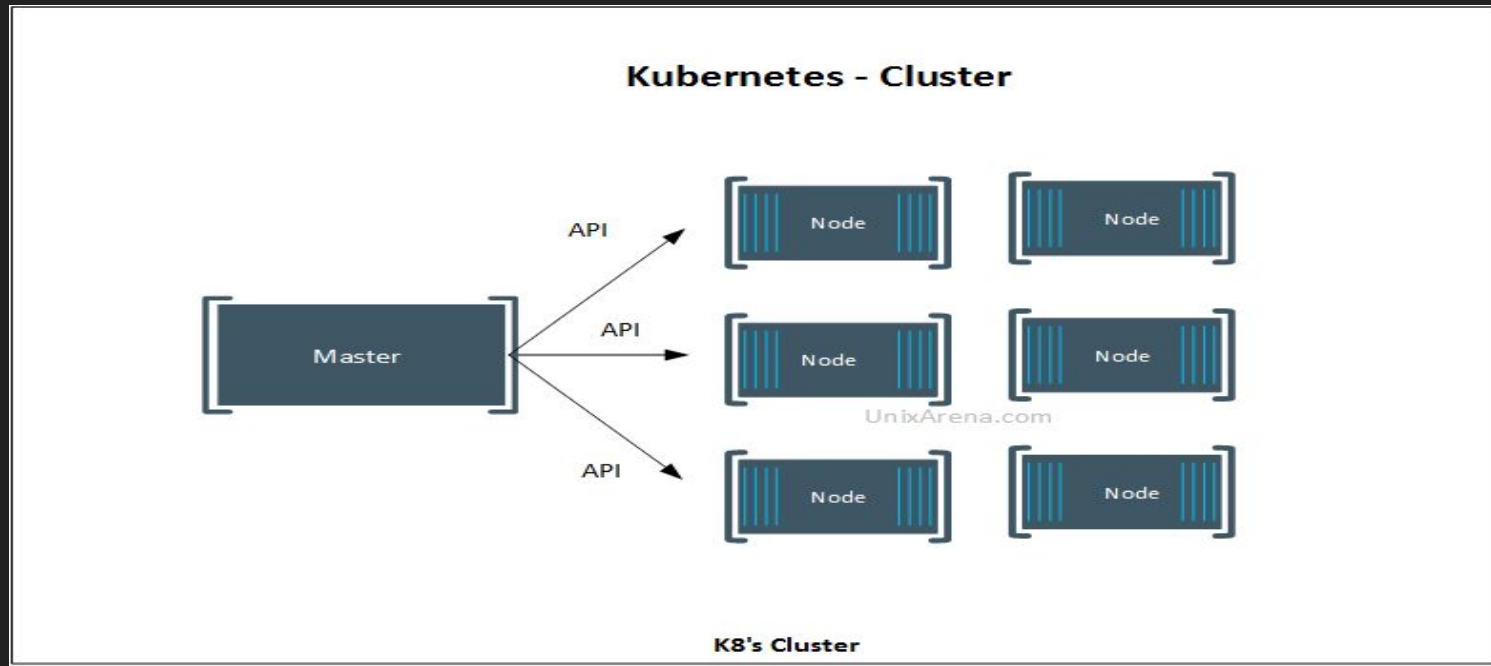 Kubernetes - Cluster
API
Node
Node
API
Master
Node
Node
UnixArena.com
API
Node
Node
K8's Cluster